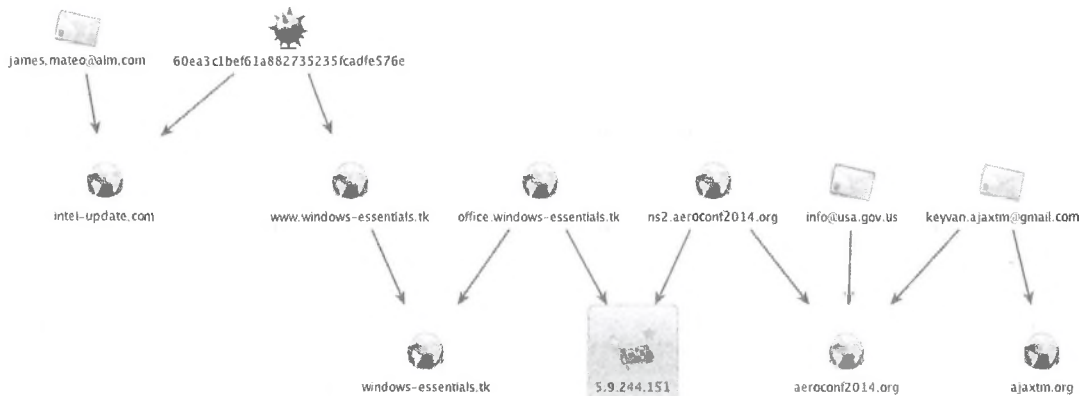 james.mateo@aim.com
60ea3c1bef61a882735235fcadfe576e
intel-update.com
www.windows-essentials.tk
office.windows-essentials.tk
ns2.aeroconf2014.org
info@usa.gov.us
keyvan.ajaxtm@gmail.com
windows-essentials.tk
5.9.244.151
aeroconf2014.org
ajaxtm.org